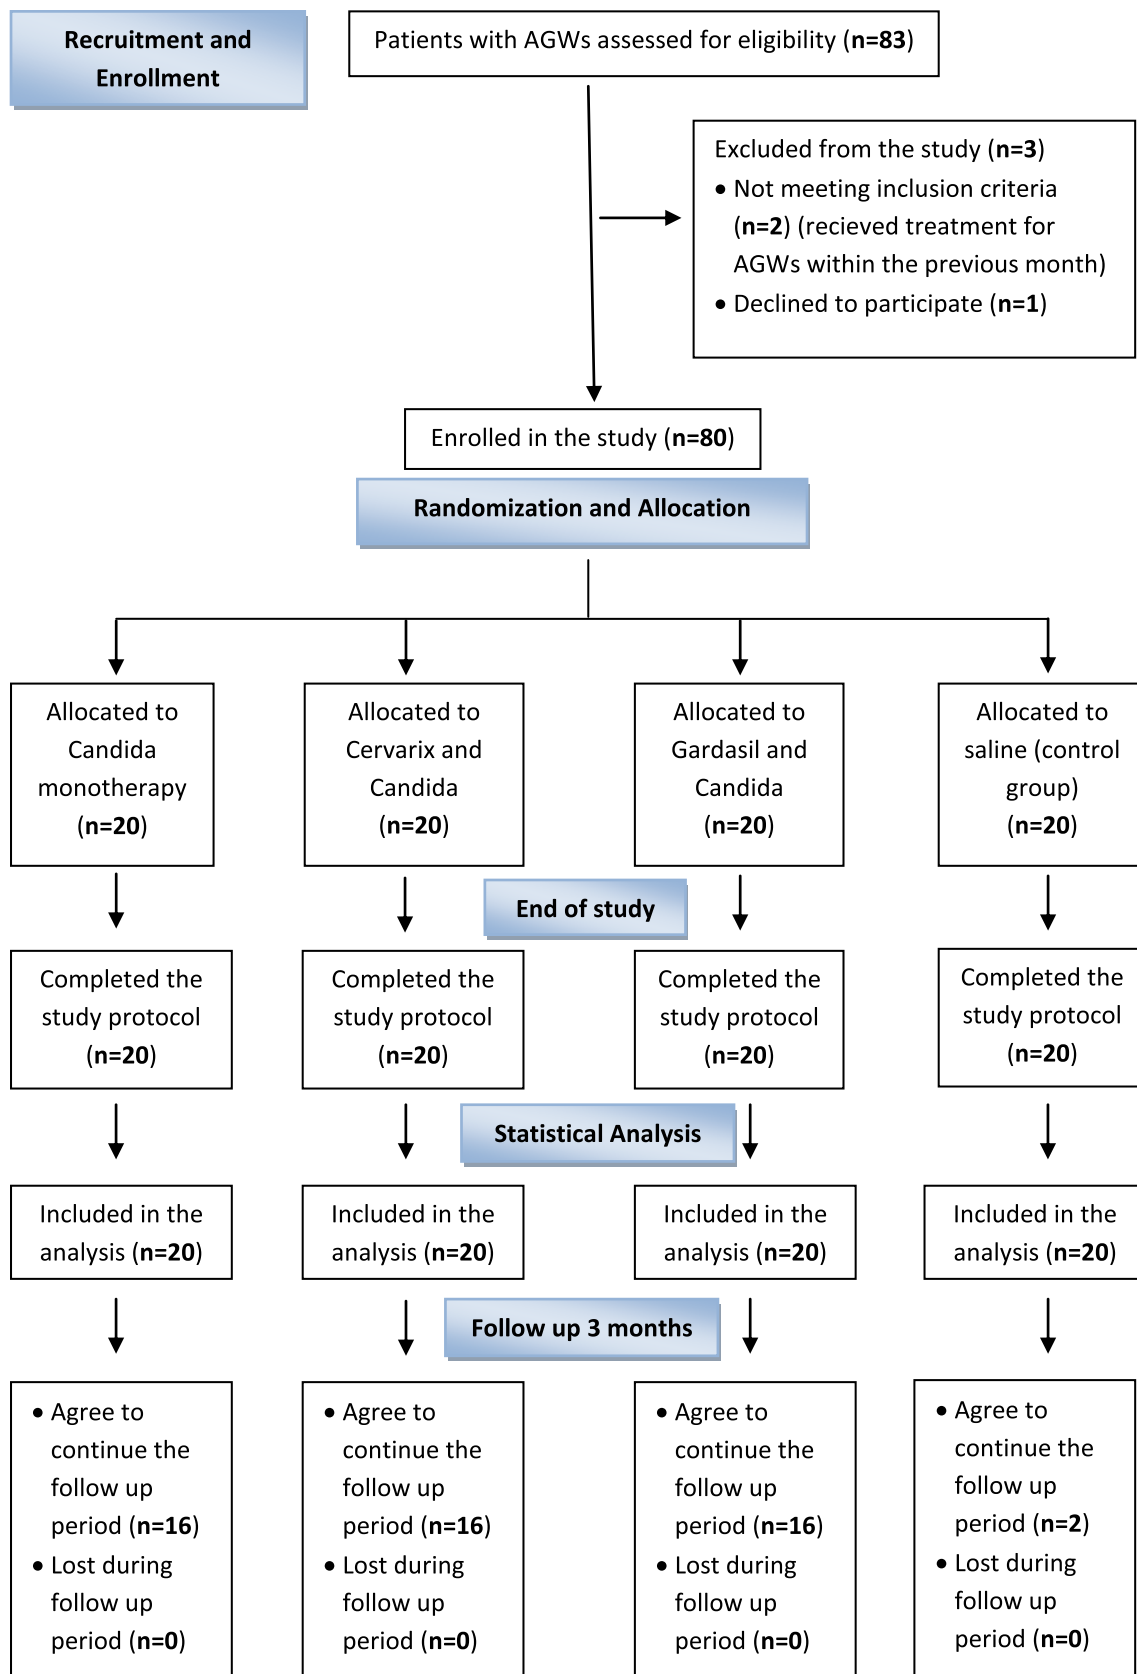 Recruitment and
Enrollment
Patients with AGWs assessed for eligibility (n=83)
Excluded from the study (n=3)
• Not meeting inclusion criteria
(n=2) (recieved treatment for
AGWs within the previous month)
• Declined to participate (n=1)
Enrolled in the study (n=80)
Randomization and Allocation
Allocated to
Candida
monotherapy
(n=20)
Allocated to
Cervarix and
Candida
(n=20)
Allocated to
Gardasil and
Candida
(n=20)
Allocated to
saline (control
group)
(n=20)
End of study
Completed the
study protocol
(n=20)
Completed the
study protocol
(n=20)
Completed the
study protocol
(n=20)
Completed the
study protocol
(n=20)
Statistical Analysis
Included in the
analysis (n=20)
Included in the
analysis (n=20)
Included in the
analysis (n=20)
Included in the
analysis (n=20)
Follow up 3 months
• Agree to
continue the
follow up
period (n=16)
• Lost during
follow up
period (n=0)
• Agree to
continue the
follow up
period (n=16)
• Lost during
follow up
period (n=0)
• Agree to
continue the
follow up
period (n=16)
• Lost during
follow up
period (n=0)
• Agree to
continue the
follow up
period (n=2)
• Lost during
follow up
period (n=0)